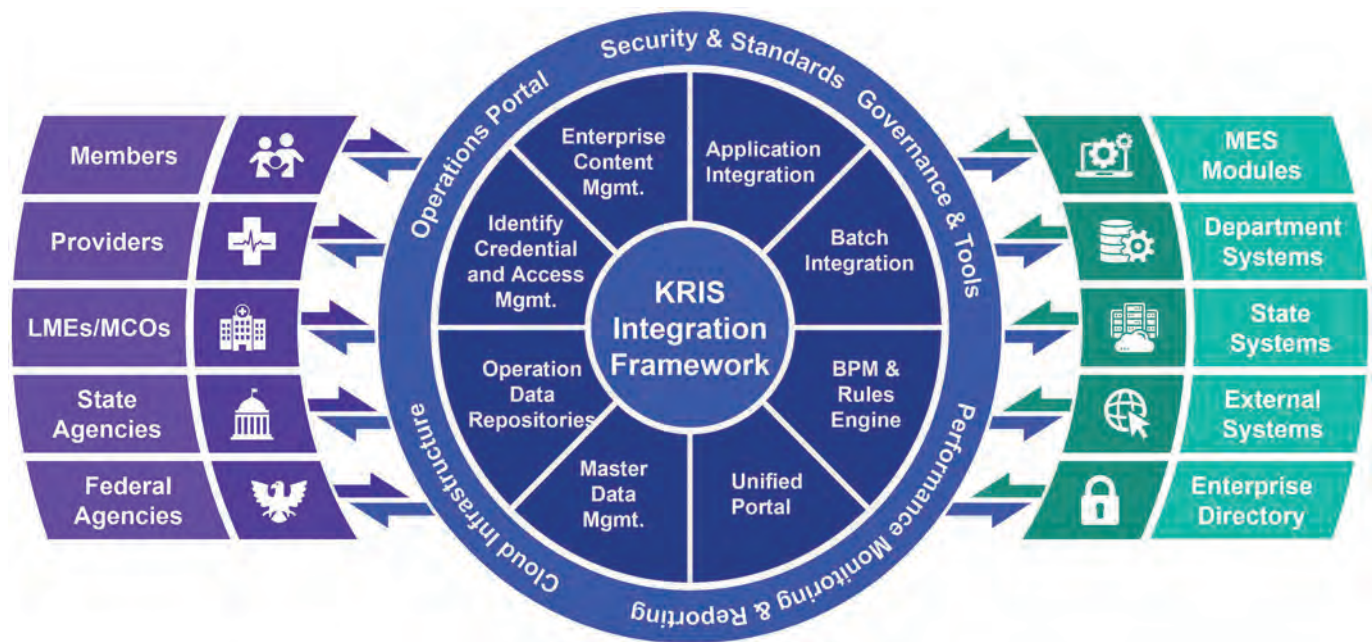 Members
Providers
LMEs/MCOs
State
Agencies
Federal
Agencies
Operations Portal
Security & Standards
Governance & Tools
Performance Monitoring & Reporting
Cloud Infrastructure
Enterprise
Content
Mgmt.
Application
Integration
Identify
Credential
and Access
Mgmt.
Batch
Integration
KRIS
Integration
Framework
Operation
Data
Repositories
BPM &
Rules
Engine
Master
Data
Mgmt.
Unified
Portal
MES
Modules
Department
Systems
State
Systems
External
Systems
Enterprise
Directory